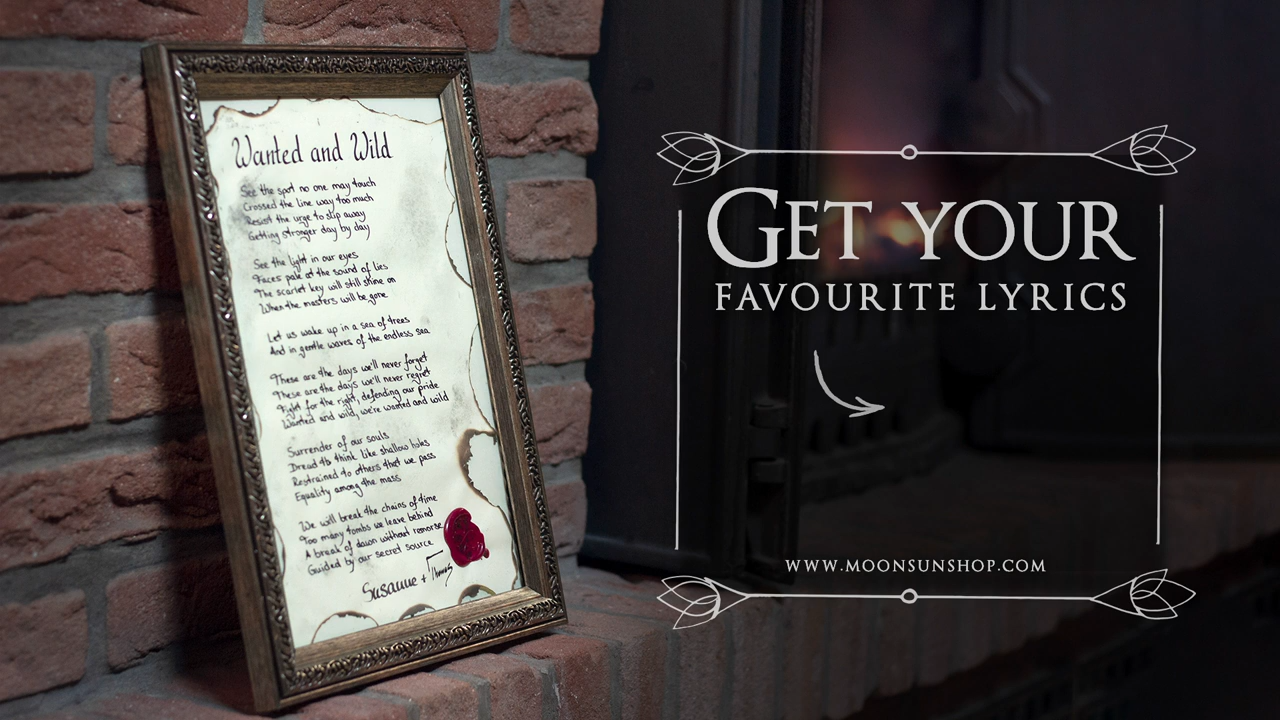 Wanted and Wild
See the spot no one may touch
Crossed the line way too much
Resist the urge to slip away
Getting stronger day by day
See the light in our eyes
Faces pale at the sound of lies
The scarlet key will still shine on
When the masters will be gone
Let us wake up in a sea of trees
And in gentle waves of the endless sea
These are the days we'll never forget
These are the days we'll never regret
Fight for the right, defending our pride
Wanted and wild, we're wanted and wild
Surrender of our souls
Dread to think like shallow holes
Restrained to others that we pass
Equality among the mass
We will break the chains of time
Too many tombs we leave behind
A break of dawn without remorse
Guided by our secret source
Susanne + Thomas
GET YOUR
FAVOURITE LYRICS
WWW.MOONSUNSHOP.COM